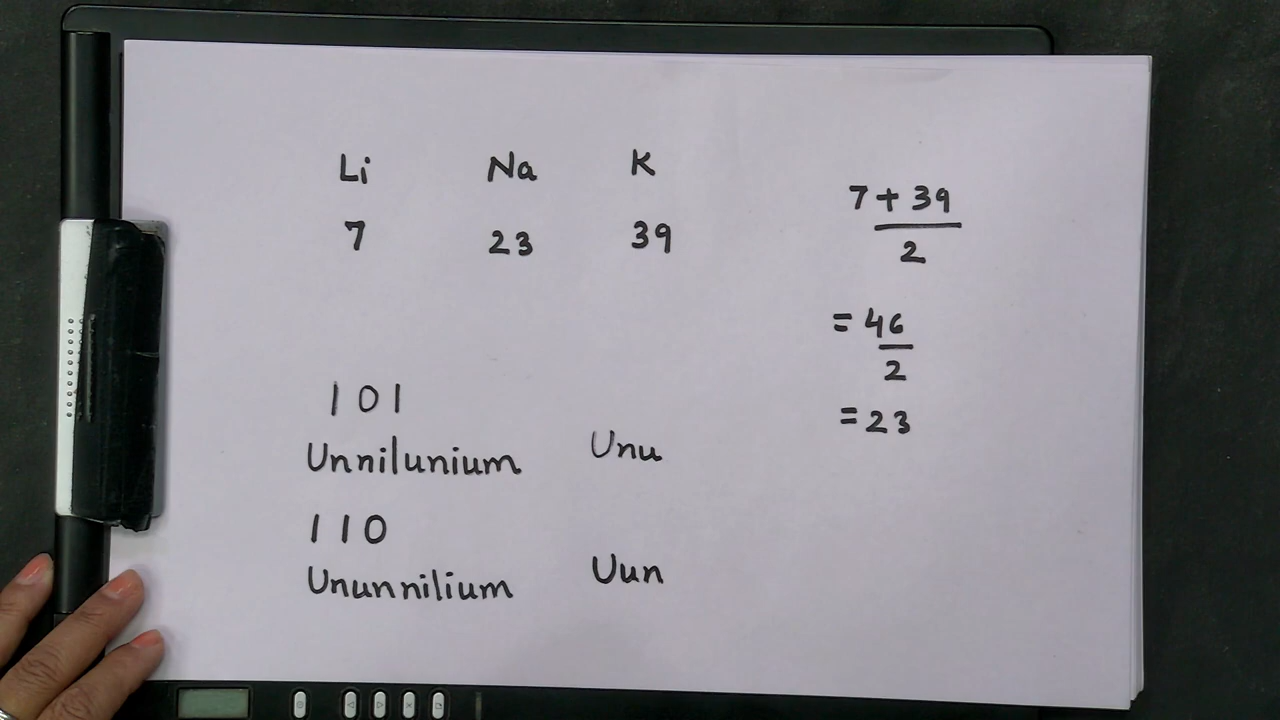 Li Na K
7 23 39
101
Unnilunium Unu
110
Ununnilium Uun
7 + 39
2
= 46
2
= 23